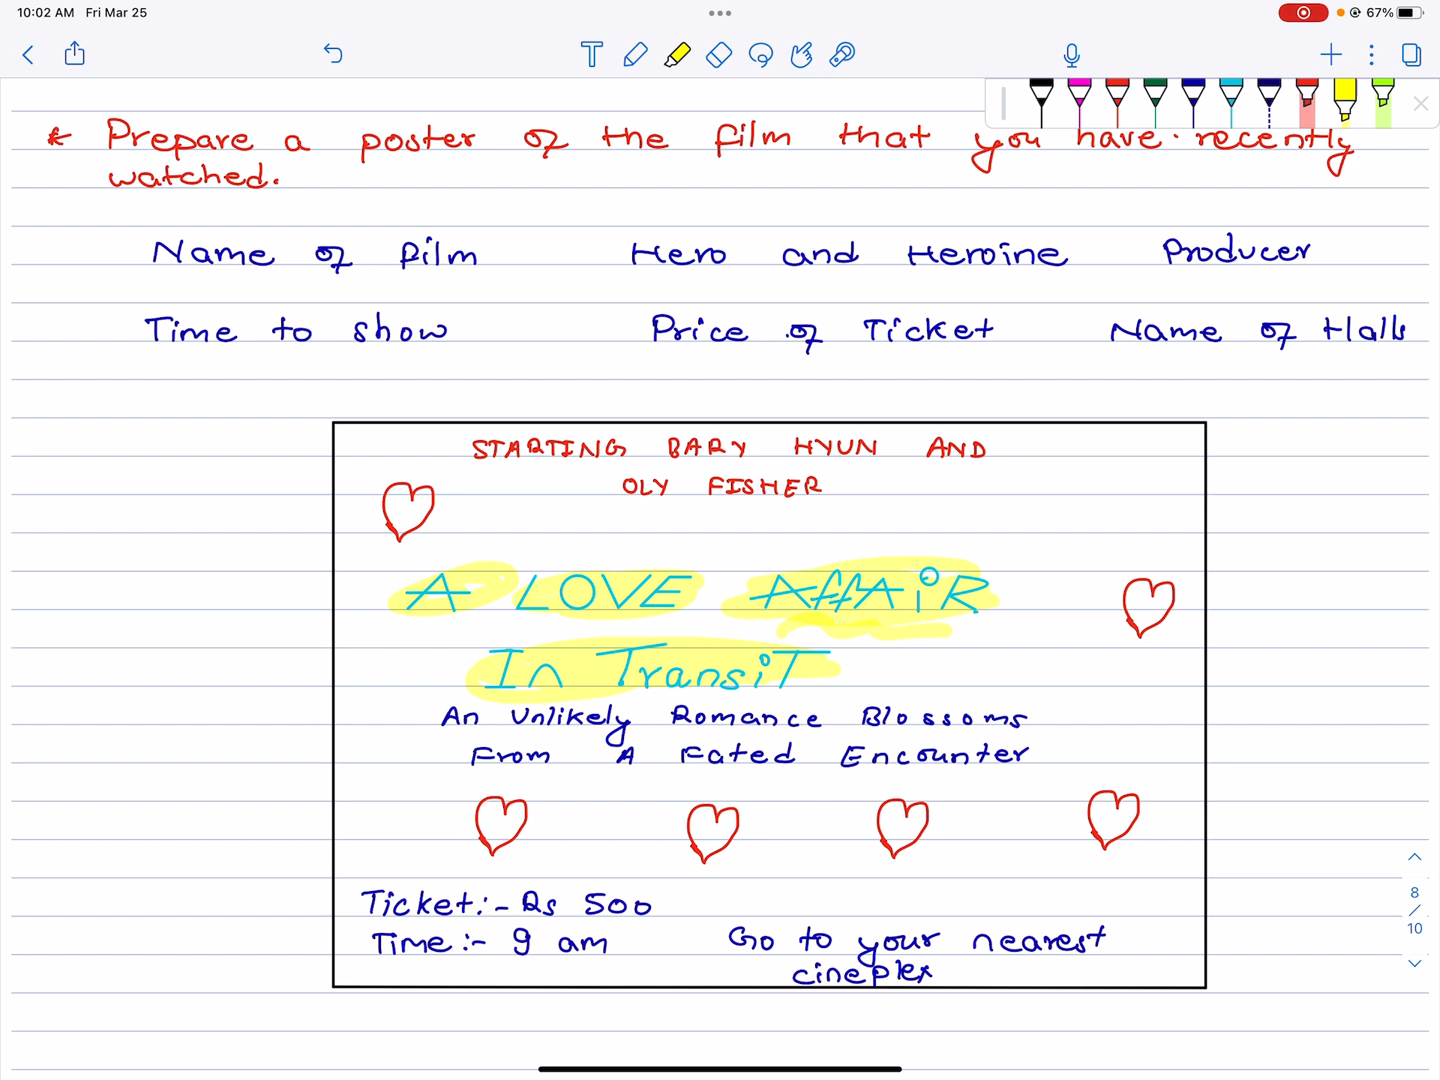 10:02 AM Fri Mar 25
67%
* Prepare a poster of the film that you have recently
watched.
Name of Film Hero and Heroine Producer
Time to show Price of Ticket Name of Halls
STARTING BARY HYUN AND
OLY FISHER
A LOVE AffAiR
In TransiT
An Unlikely Romance Blossoms
From A Fated Encounter
Ticket:- Rs 500
Time:- 9 am Go to your nearest
cineplex
8
/
10